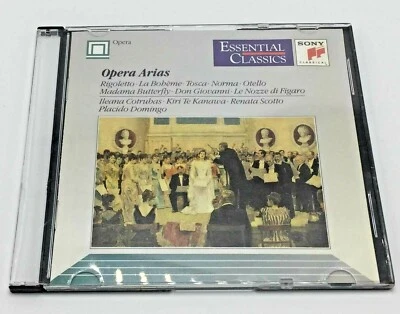 Opera
ESSENTIAL
CLASSICS
SONY
CLASSICAL
Opera Arias
Rigoletto · La Bohème · Tosca · Norma · Otello
Madama Butterfly · Don Giovanni · Le Nozze di Figaro
Ileana Cotrubas · Kiri Te Kanawa · Renata Scotto
Placido Domingo